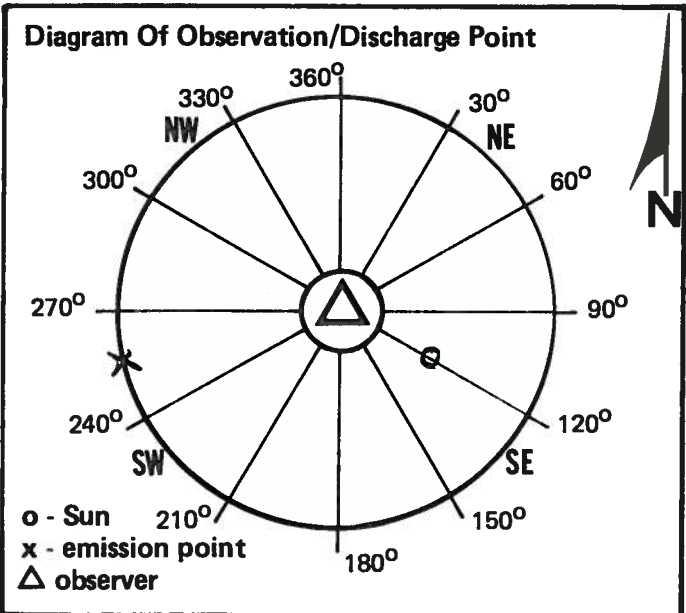 Diagram Of Observation/Discharge Point
360°
330°
30°
NW
NE
300°
60°
N
270°
90°
240°
120°
SW
SE
o - Sun
210°
150°
x - emission point
180°
△ observer